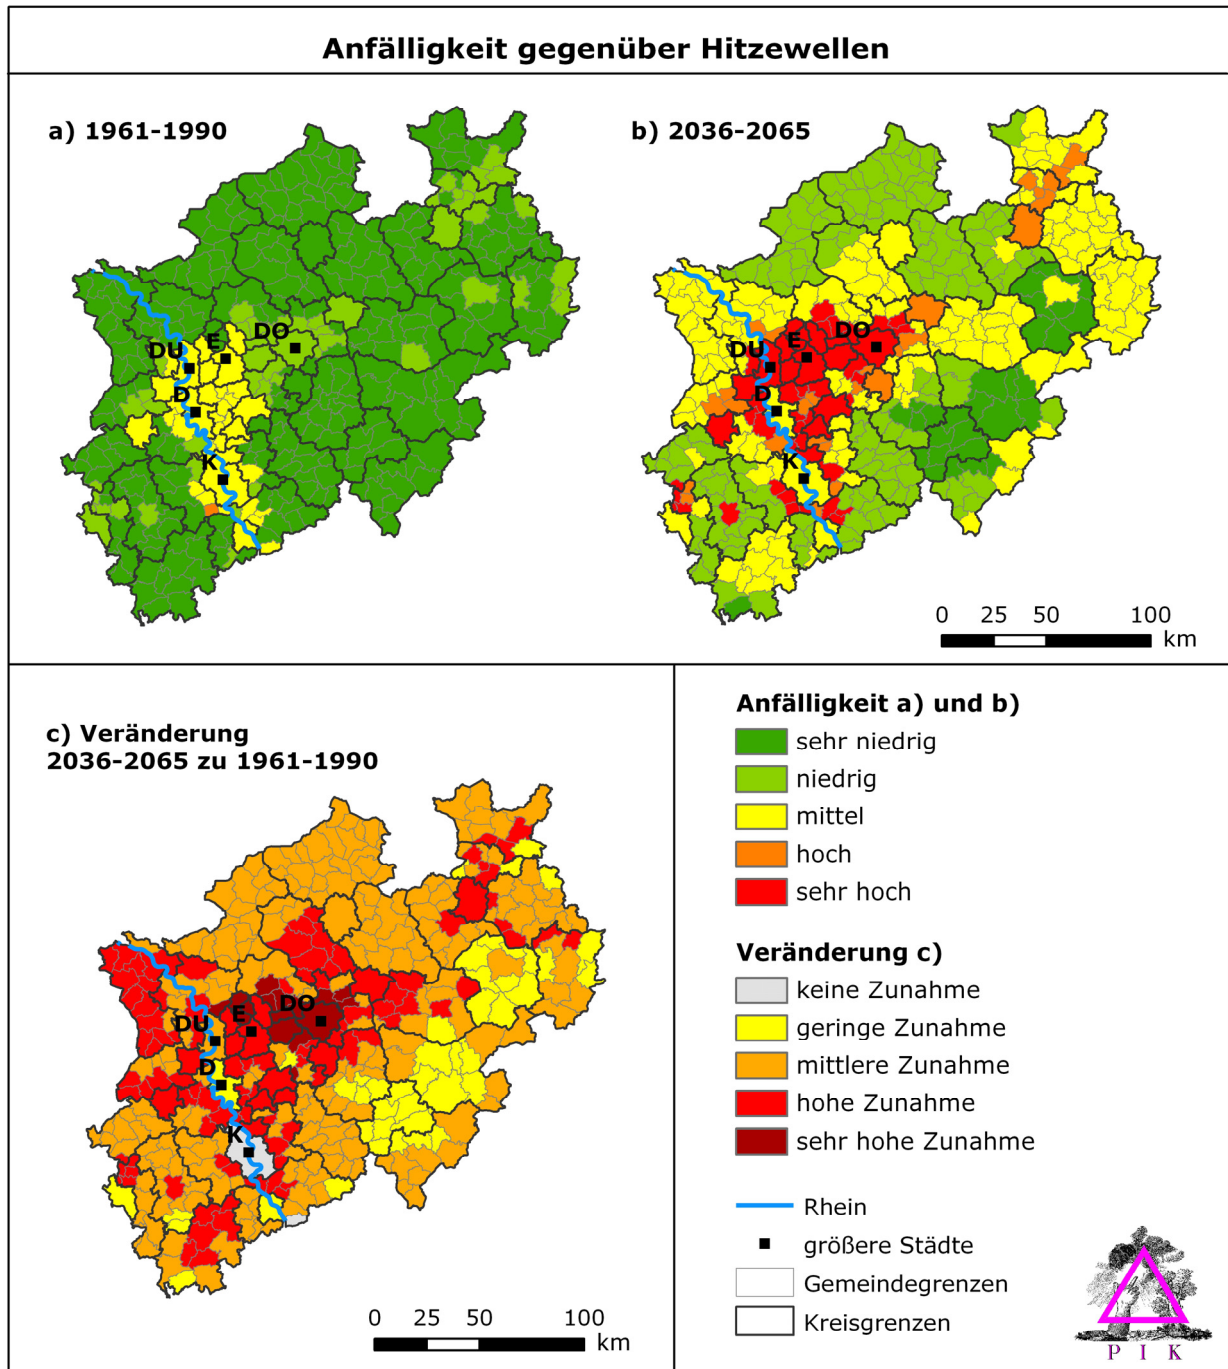 Anfälligkeit gegenüber Hitzewellen
a) 1961-1990
DU
E
DO
D
K
b) 2036-2065
DU
E
DO
D
K
0 25 50 100
km
c) Veränderung
2036-2065 zu 1961-1990
DU
E
DO
D
K
0 25 50 100
km
Anfälligkeit a) und b)
sehr niedrig
niedrig
mittel
hoch
sehr hoch
Veränderung c)
keine Zunahme
geringe Zunahme
mittlere Zunahme
hohe Zunahme
sehr hohe Zunahme
Rhein
größere Städte
Gemeindegrenzen
Kreisgrenzen
P I K